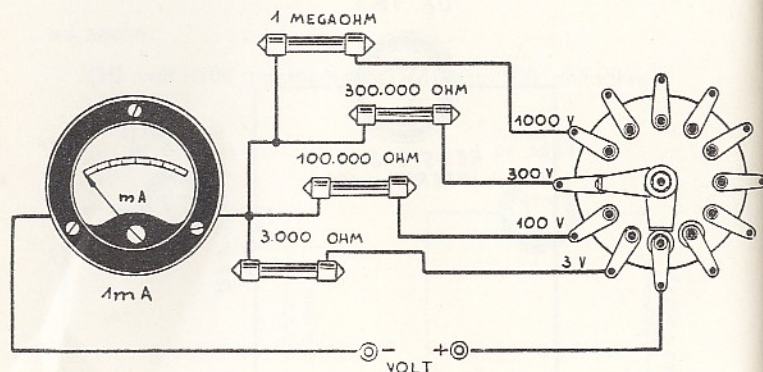 1 MEGAOHM
300.000 OHM
1000 V
100.000 OHM
300 V
mA
100 V
3.000 OHM
3 V
1mA
- +
VOLT